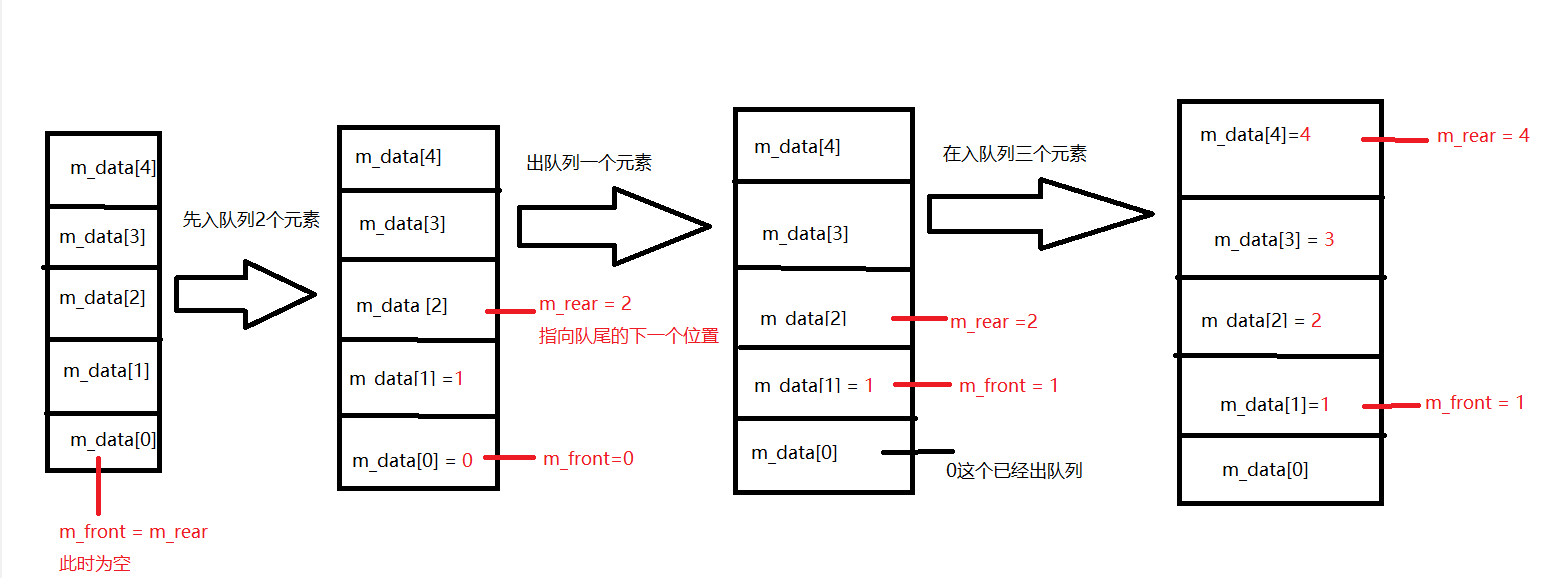 m_data[4]
m_data[3]
m_data[2]
m_data[1]
m_data[0]
m_front = m_rear
此时为空
先入队列2个元素
m_data[4]
m_data[3]
m_data [2]
m_rear = 2
指向队尾的下一个位置
m_data[1] =1
m_data[0] = 0
m_front=0
出队列一个元素
m_data[4]
m_data[3]
m_data[2]
m_rear =2
m_data[1] = 1
m_front = 1
m_data[0]
0这个已经出队列
在入队列三个元素
m_data[4]=4
m_rear = 4
m_data[3] = 3
m_data[2] = 2
m_data[1]=1
m_front = 1
m_data[0]